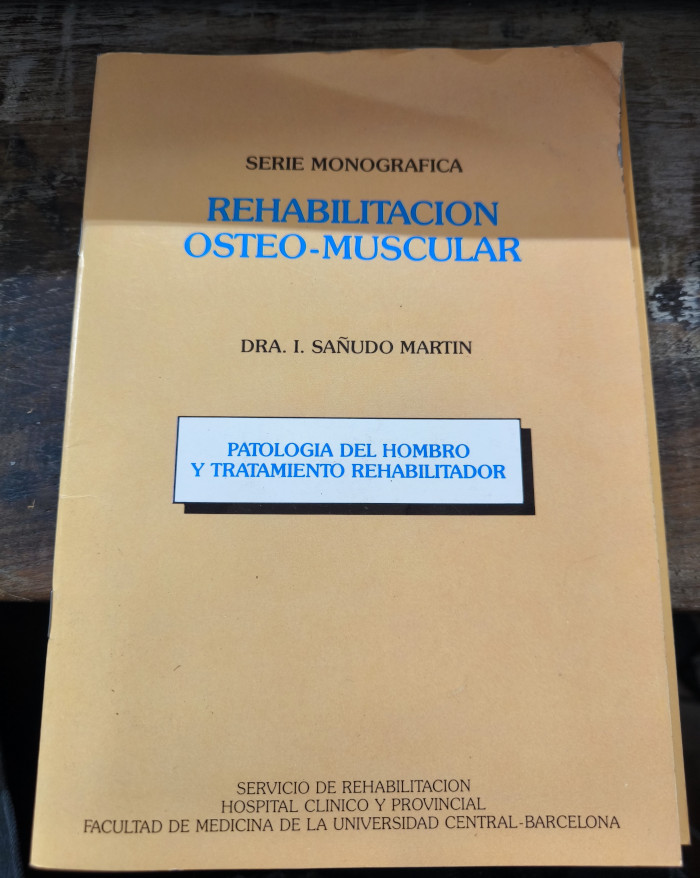 SERIE MONOGRAFICA
REHABILITACION
OSTEO-MUSCULAR
DRA. I. SAÑUDO MARTIN
PATOLOGIA DEL HOMBRO
Y TRATAMIENTO REHABILITADOR
SERVICIO DE REHABILITACION
HOSPITAL CLINICO Y PROVINCIAL
FACULTAD DE MEDICINA DE LA UNIVERSIDAD CENTRAL-BARCELONA